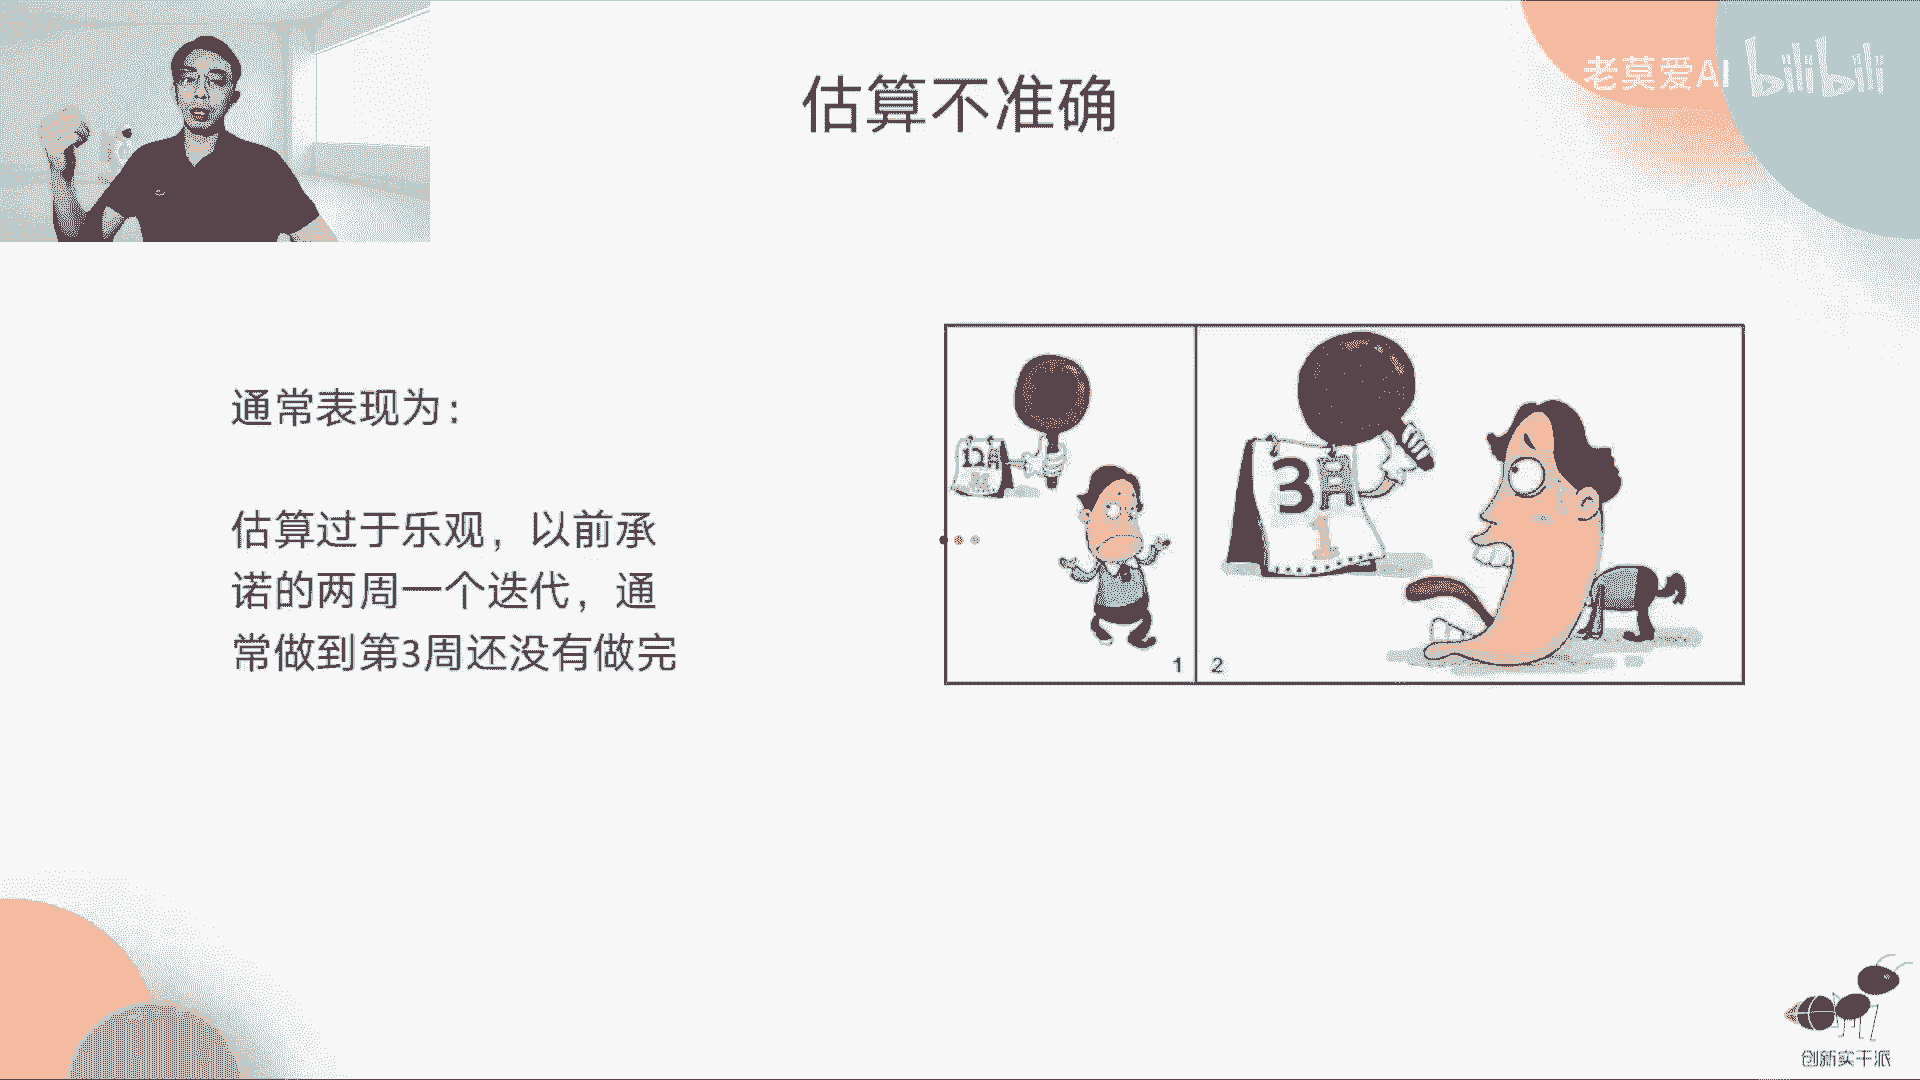 估算不准确
老莫爱AI bilibili
通常表现为：
估算过于乐观，以前承
诺的两周一个迭代，通
常做到第3周还没有做完
12月
3月
1
1 2
创新实干派